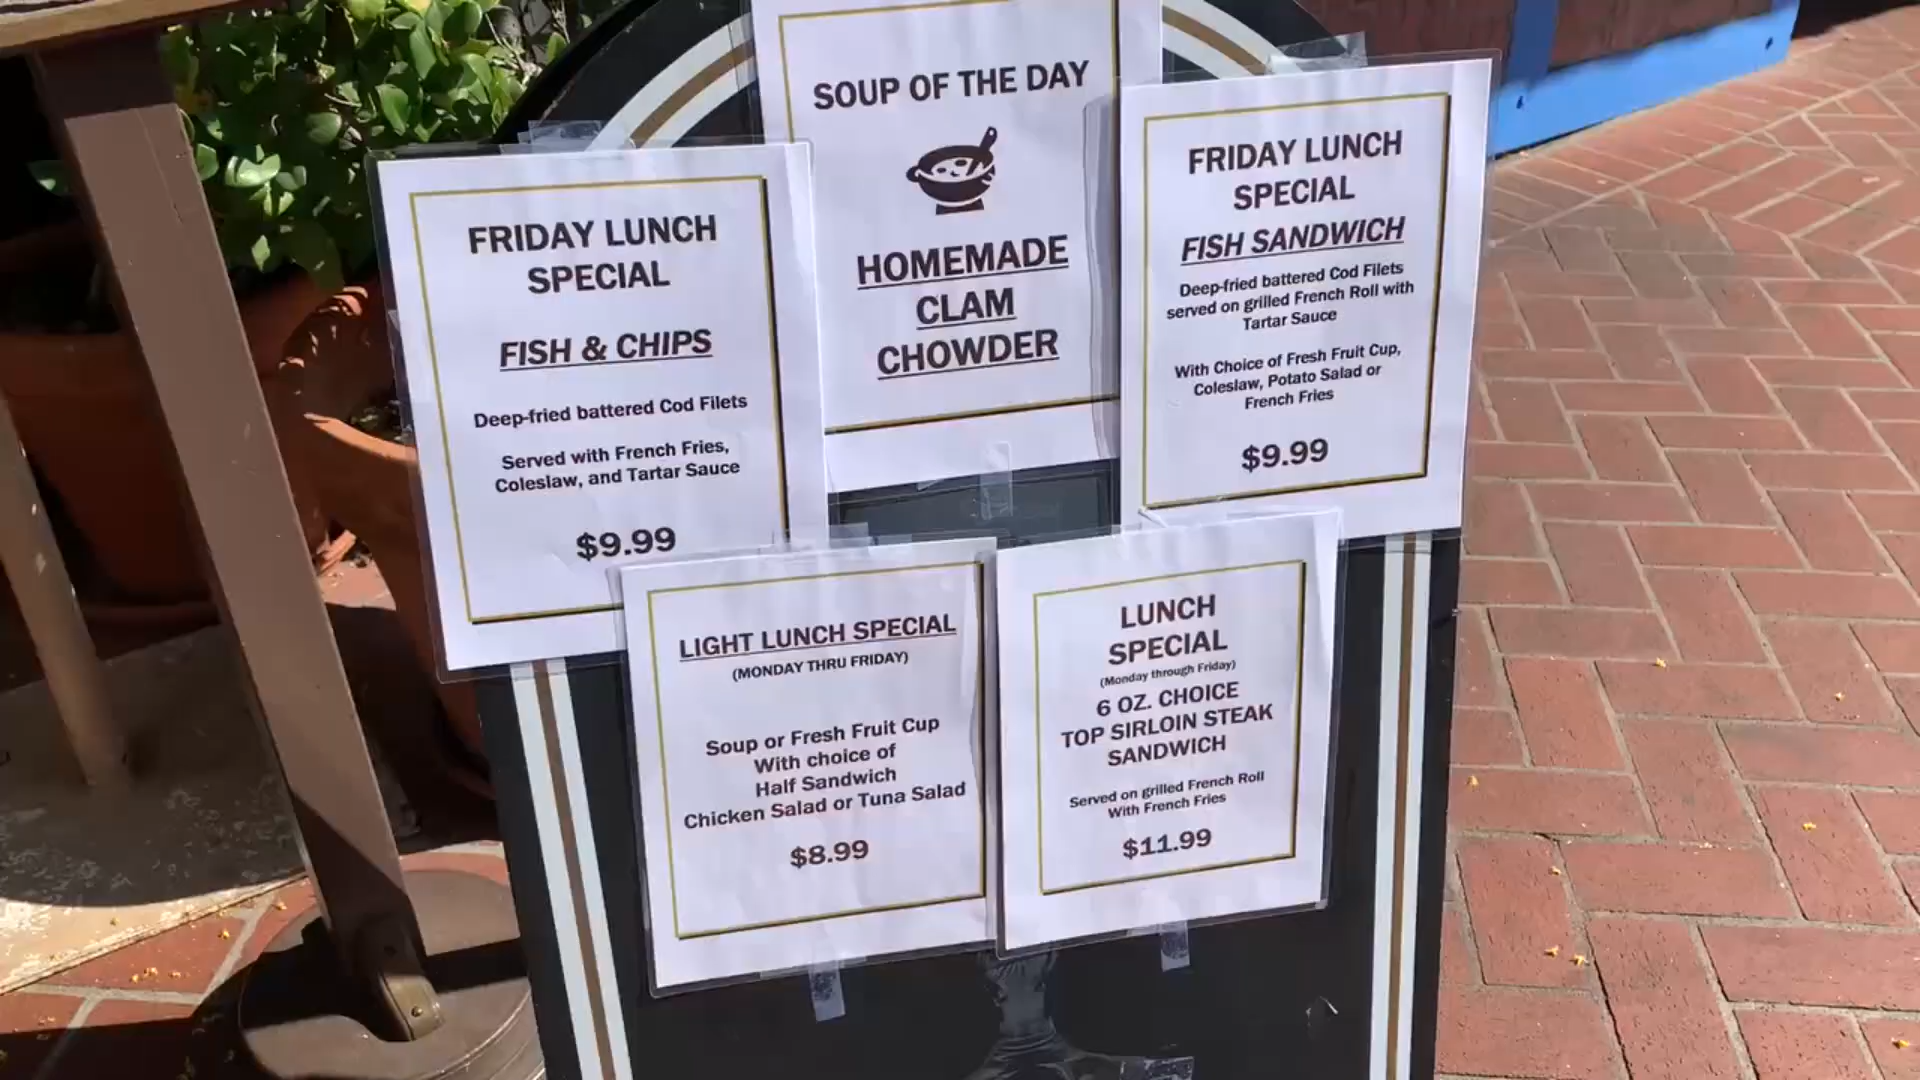 SOUP OF THE DAY
HOMEMADE
CLAM
CHOWDER
FRIDAY LUNCH
SPECIAL
FISH & CHIPS
Deep-fried battered Cod Filets
Served with French Fries,
Coleslaw, and Tartar Sauce
$9.99
FRIDAY LUNCH
SPECIAL
FISH SANDWICH
Deep-fried battered Cod Filets
served on grilled French Roll with
Tartar Sauce
With Choice of Fresh Fruit Cup,
Coleslaw, Potato Salad or
French Fries
$9.99
LIGHT LUNCH SPECIAL
(MONDAY THRU FRIDAY)
Soup or Fresh Fruit Cup
With choice of
Half Sandwich
Chicken Salad or Tuna Salad
$8.99
LUNCH
SPECIAL
(Monday through Friday)
6 OZ. CHOICE
TOP SIRLOIN STEAK
SANDWICH
Served on grilled French Roll
With French Fries
$11.99